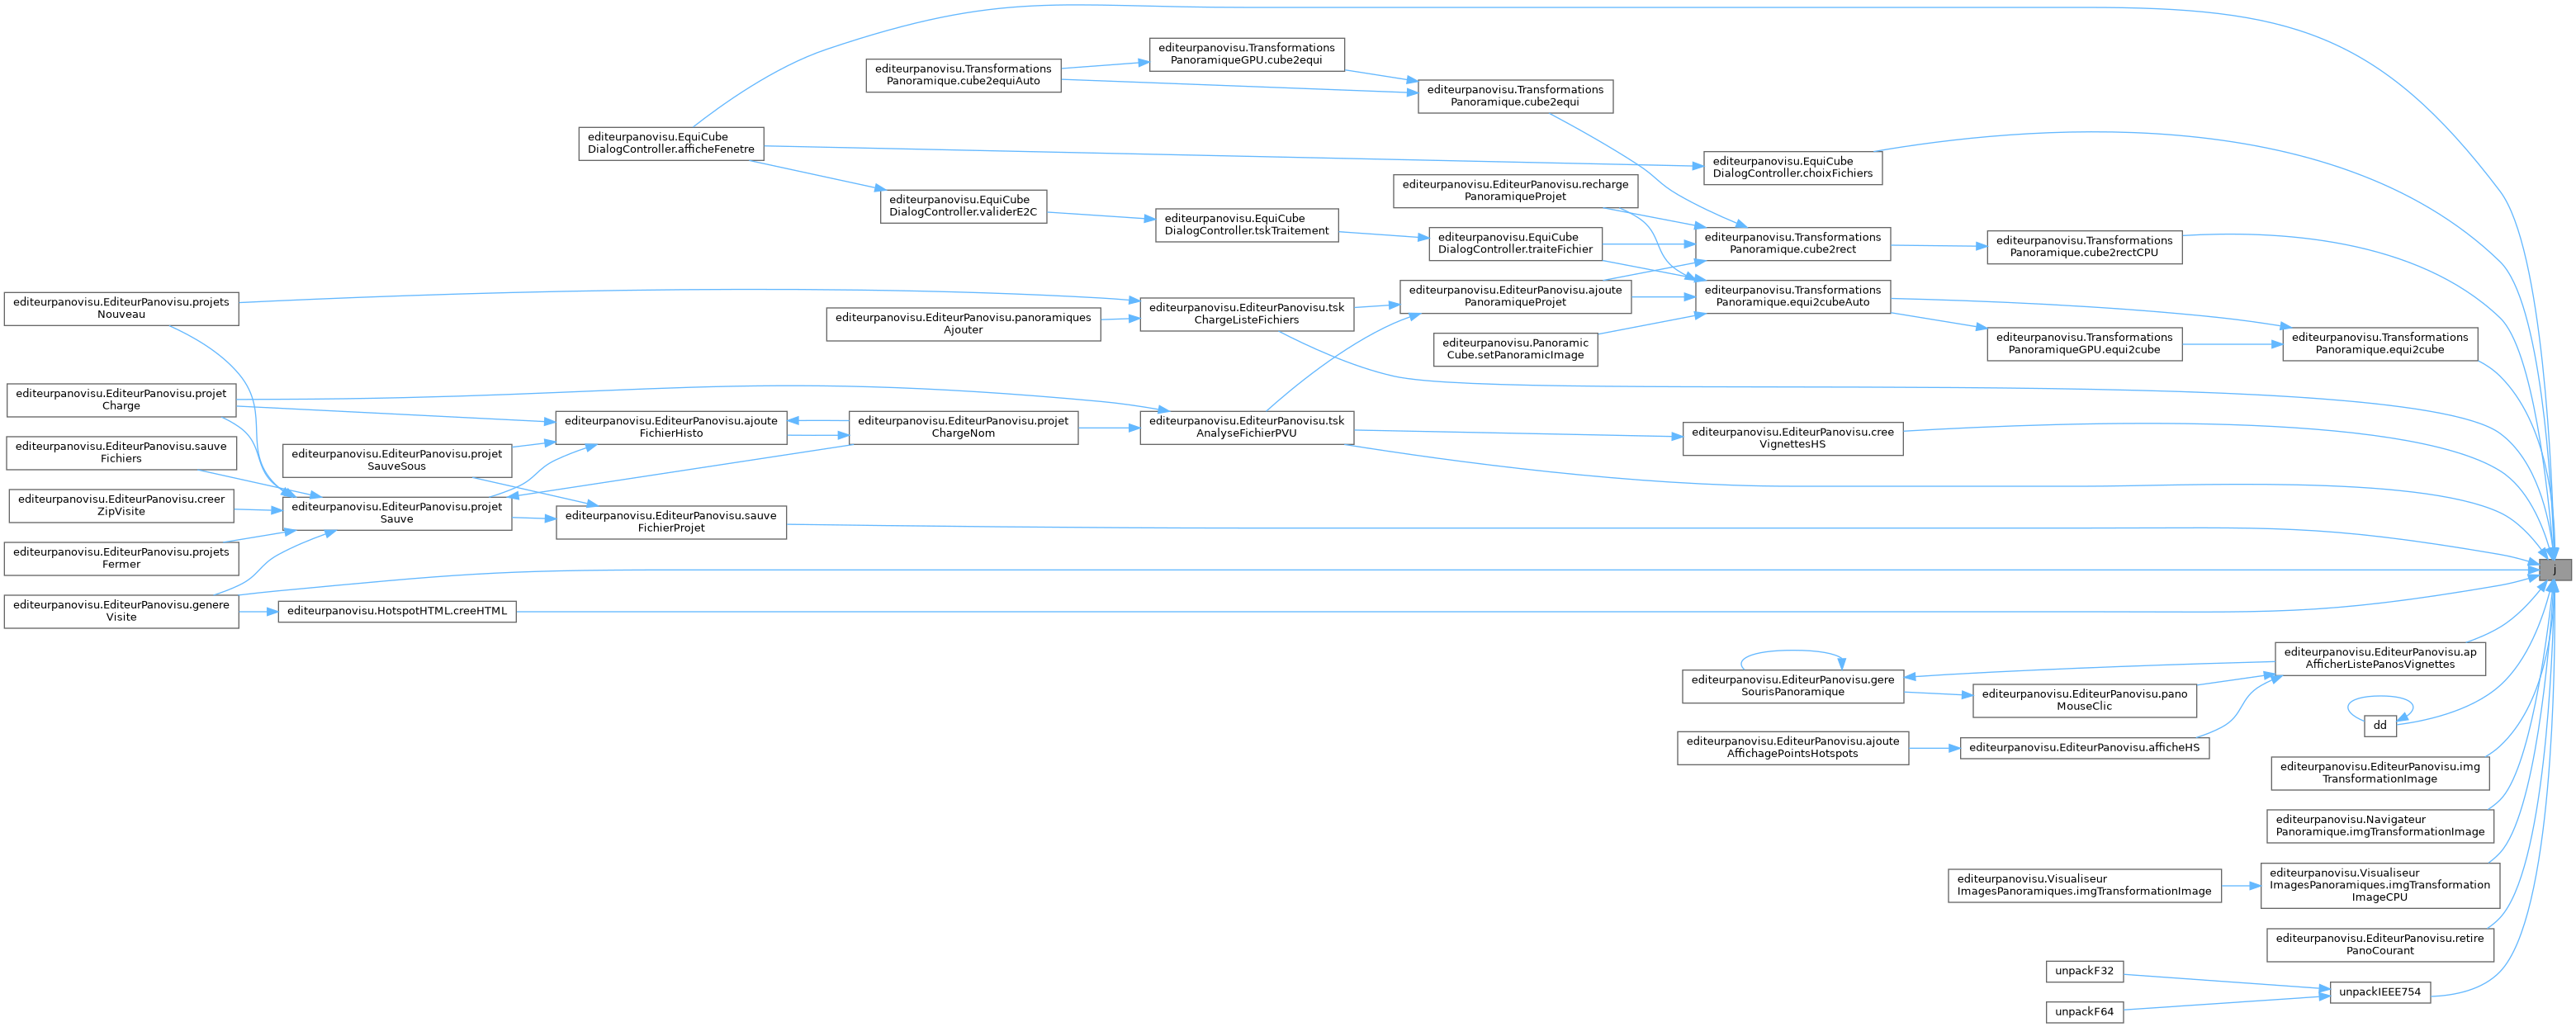 editeurpanovisu.Transformations
PanoramiqueGPU.cube2equi
editeurpanovisu.Transformations
Panoramique.cube2equiAuto
editeurpanovisu.Transformations
Panoramique.cube2equi
editeurpanovisu.EquiCube
DialogController.afficheFenetre
editeurpanovisu.EquiCube
DialogController.choixFichiers
editeurpanovisu.EditeurPanovisu.recharge
PanoramiqueProjet
editeurpanovisu.EquiCube
DialogController.validerE2C
editeurpanovisu.EquiCube
DialogController.tskTraitement
editeurpanovisu.EquiCube
DialogController.traiteFichier
editeurpanovisu.Transformations
Panoramique.cube2rect
editeurpanovisu.Transformations
Panoramique.cube2rectCPU
editeurpanovisu.EditeurPanovisu.projets
Nouveau
editeurpanovisu.EditeurPanovisu.panoramiques
Ajouter
editeurpanovisu.EditeurPanovisu.tsk
ChargeListeFichiers
editeurpanovisu.EditeurPanovisu.ajoute
PanoramiqueProjet
editeurpanovisu.Transformations
Panoramique.equi2cubeAuto
editeurpanovisu.Panoramic
Cube.setPanoramicImage
editeurpanovisu.Transformations
PanoramiqueGPU.equi2cube
editeurpanovisu.Transformations
Panoramique.equi2cube
editeurpanovisu.EditeurPanovisu.projet
Charge
editeurpanovisu.EditeurPanovisu.ajoute
FichierHisto
editeurpanovisu.EditeurPanovisu.projet
ChargeNom
editeurpanovisu.EditeurPanovisu.tsk
AnalyseFichierPVU
editeurpanovisu.EditeurPanovisu.cree
VignettesHS
editeurpanovisu.EditeurPanovisu.sauve
Fichiers
editeurpanovisu.EditeurPanovisu.projet
SauveSous
editeurpanovisu.EditeurPanovisu.creer
ZipVisite
editeurpanovisu.EditeurPanovisu.projet
Sauve
editeurpanovisu.EditeurPanovisu.sauve
FichierProjet
editeurpanovisu.EditeurPanovisu.projets
Fermer
j
editeurpanovisu.EditeurPanovisu.genere
Visite
editeurpanovisu.HotspotHTML.creeHTML
editeurpanovisu.EditeurPanovisu.ap
AfficherListePanosVignettes
editeurpanovisu.EditeurPanovisu.gere
SourisPanoramique
editeurpanovisu.EditeurPanovisu.pano
MouseClic
dd
editeurpanovisu.EditeurPanovisu.ajoute
AffichagePointsHotspots
editeurpanovisu.EditeurPanovisu.afficheHS
editeurpanovisu.EditeurPanovisu.img
TransformationImage
editeurpanovisu.Navigateur
Panoramique.imgTransformationImage
editeurpanovisu.Visualiseur
ImagesPanoramiques.imgTransformationImage
editeurpanovisu.Visualiseur
ImagesPanoramiques.imgTransformation
ImageCPU
editeurpanovisu.EditeurPanovisu.retire
PanoCourant
unpackF32
unpackIEEE754
unpackF64